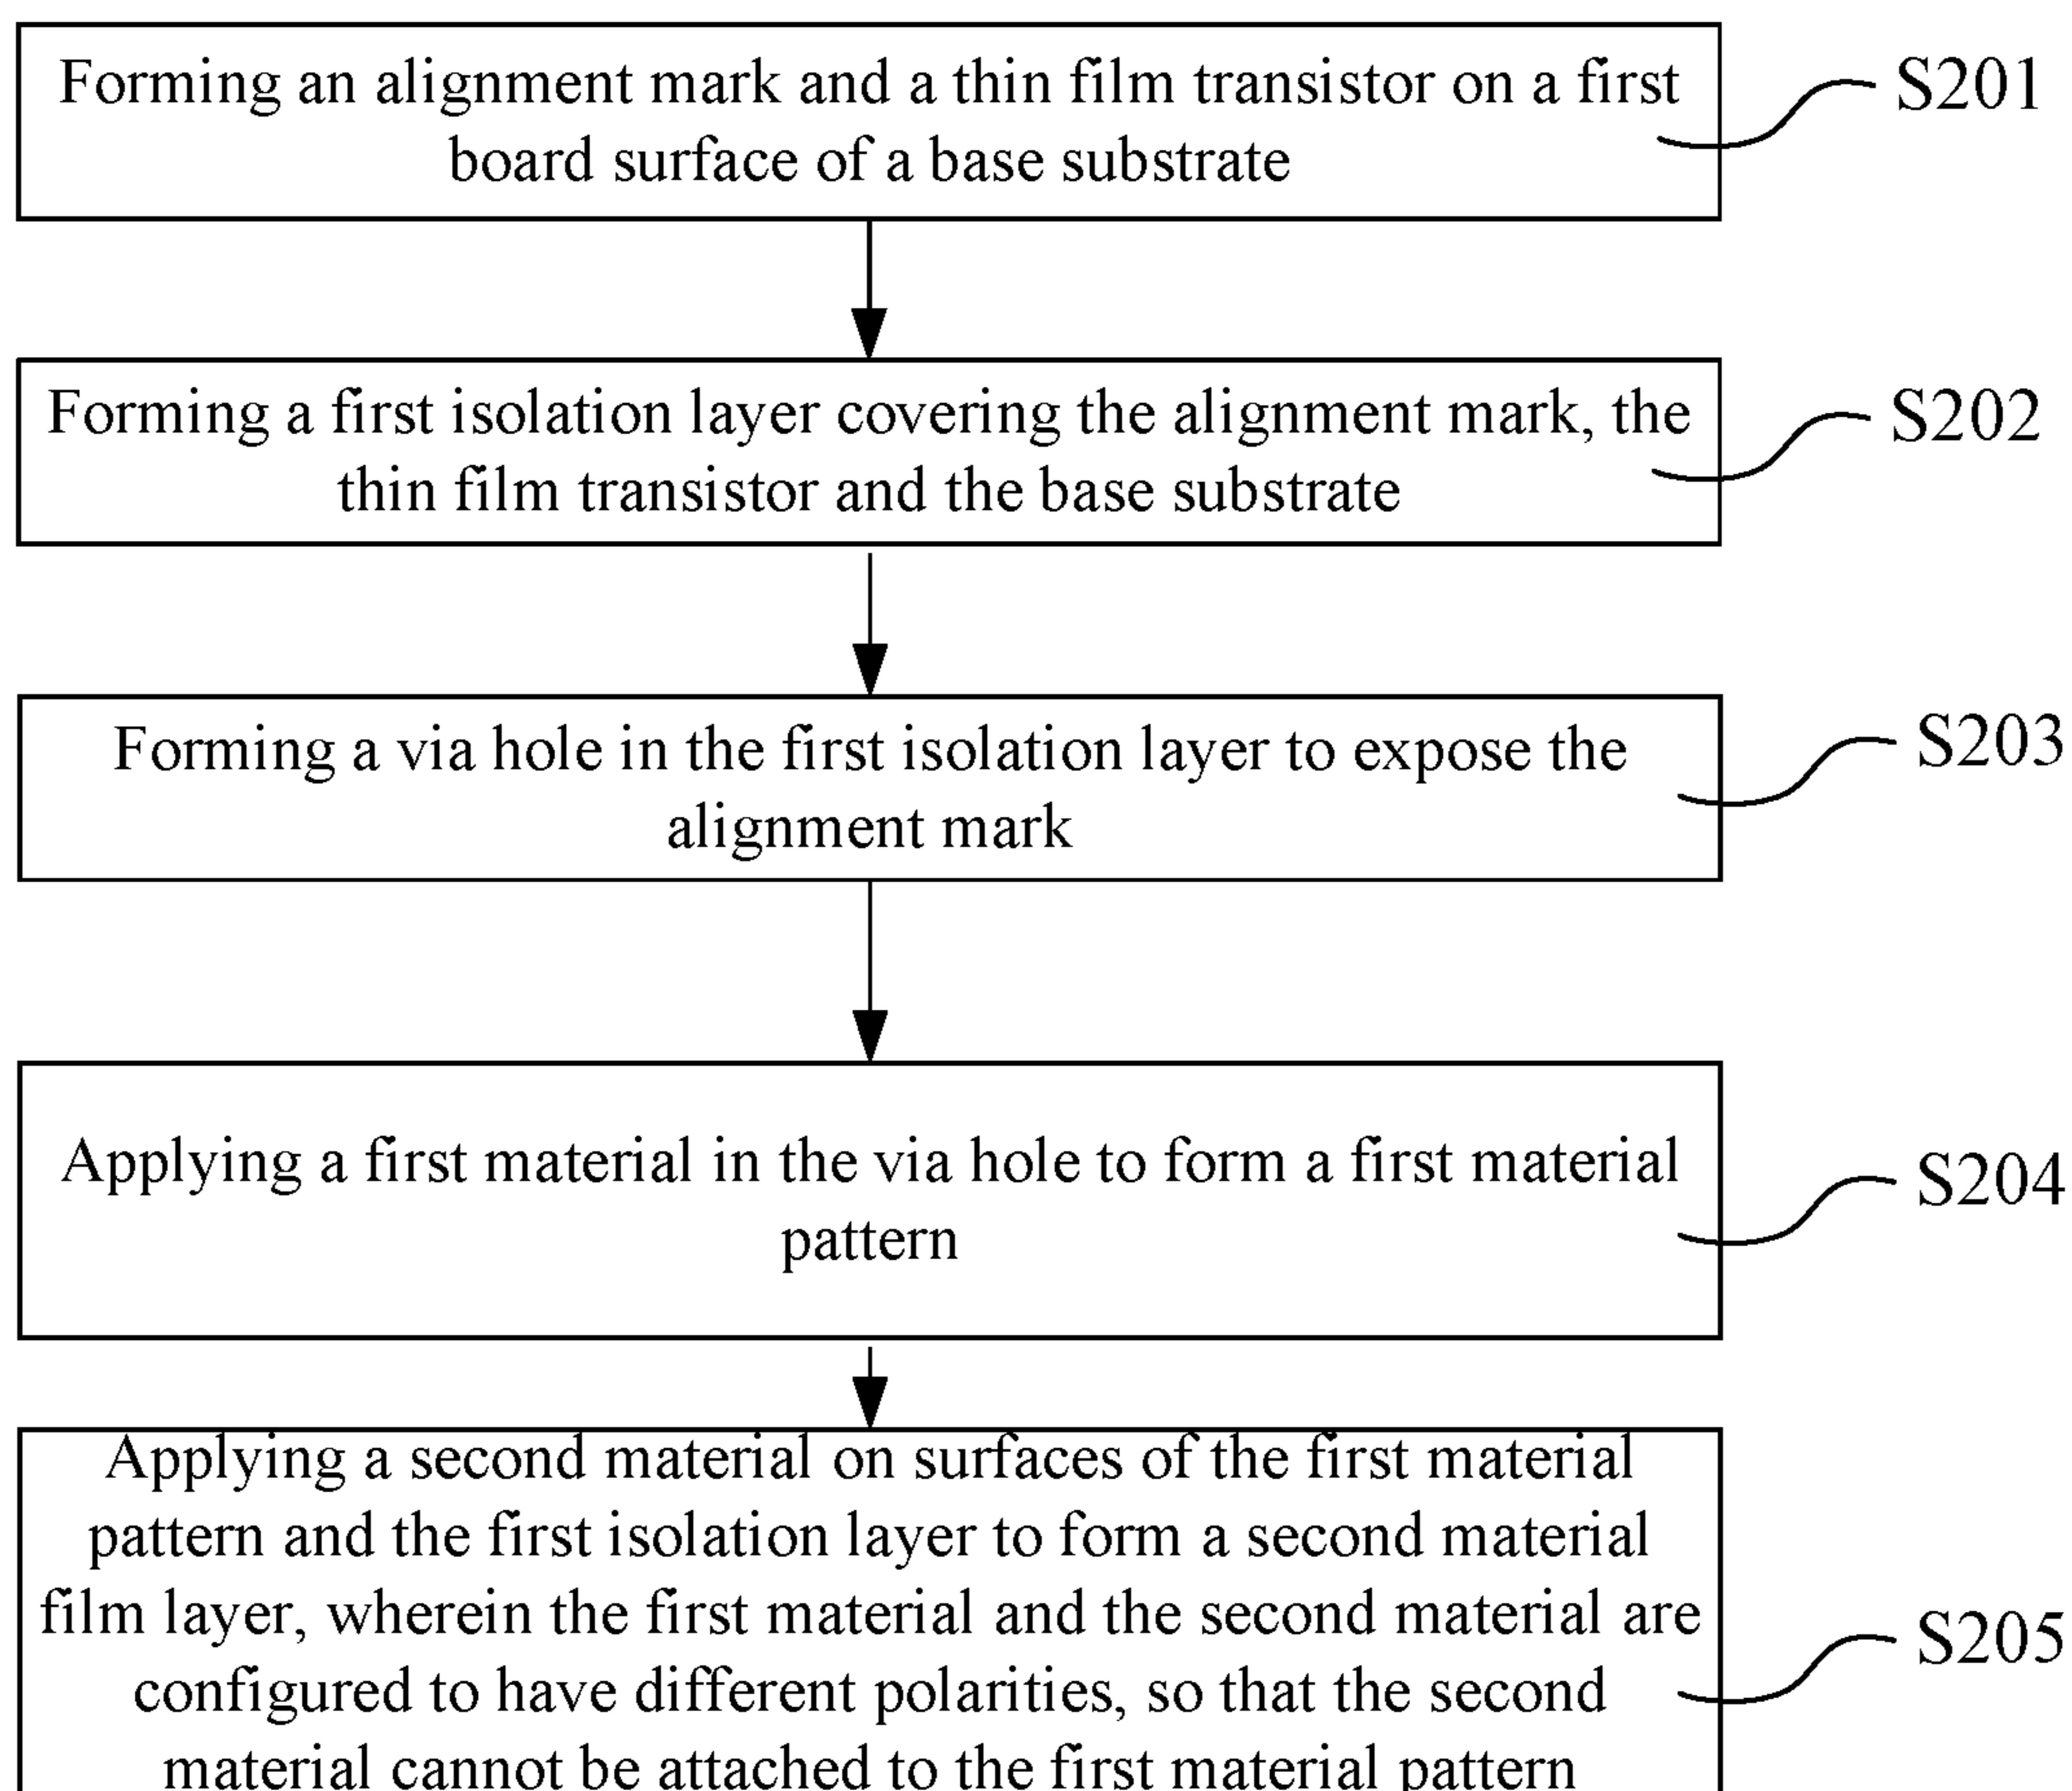 Forming an alignment mark and a thin film transistor on a first
board surface of a base substrate
S201
Forming a first isolation layer covering the alignment mark, the
thin film transistor and the base substrate
S202
Forming a via hole in the first isolation layer to expose the
alignment mark
S203
Applying a first material in the via hole to form a first material
pattern
S204
Applying a second material on surfaces of the first material
pattern and the first isolation layer to form a second material
film layer, wherein the first material and the second material are
configured to have different polarities, so that the second
material cannot be attached to the first material pattern
S205